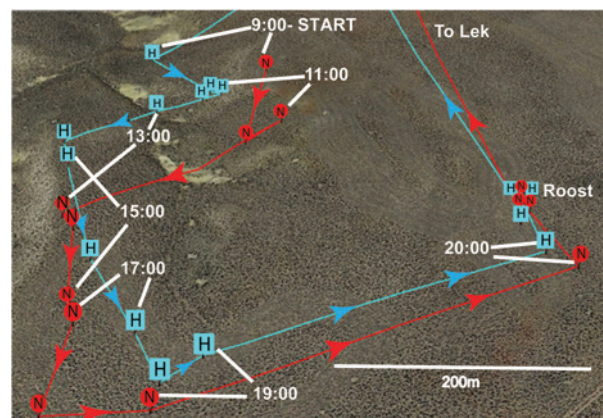 9:00- START
To Lek
N
H
11:00
H
H
H
H
N
H
H
13:00
N
H
N
N
H
N
H
N
Roost
N
N
15:00
H
20:00
H
H
N
17:00
N
N
H
H
H
200m
19:00
N
N